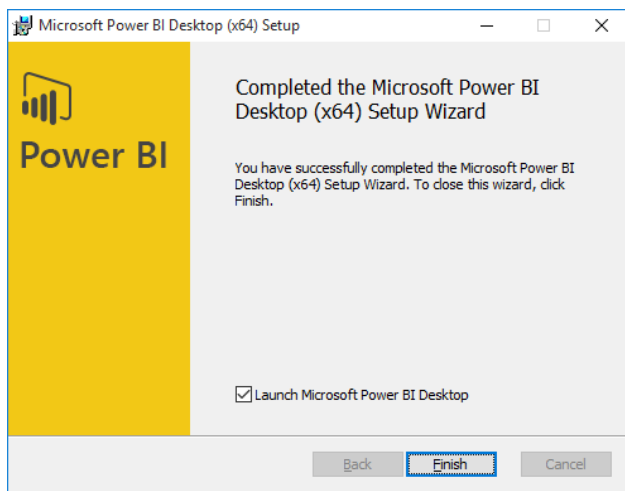 Microsoft Power BI Desktop (x64) Setup
Power BI
Completed the Microsoft Power BI
Desktop (x64) Setup Wizard
You have successfully completed the Microsoft Power BI
Desktop (x64) Setup Wizard. To close this wizard, click
Finish.
Launch Microsoft Power BI Desktop
Back Finish Cancel